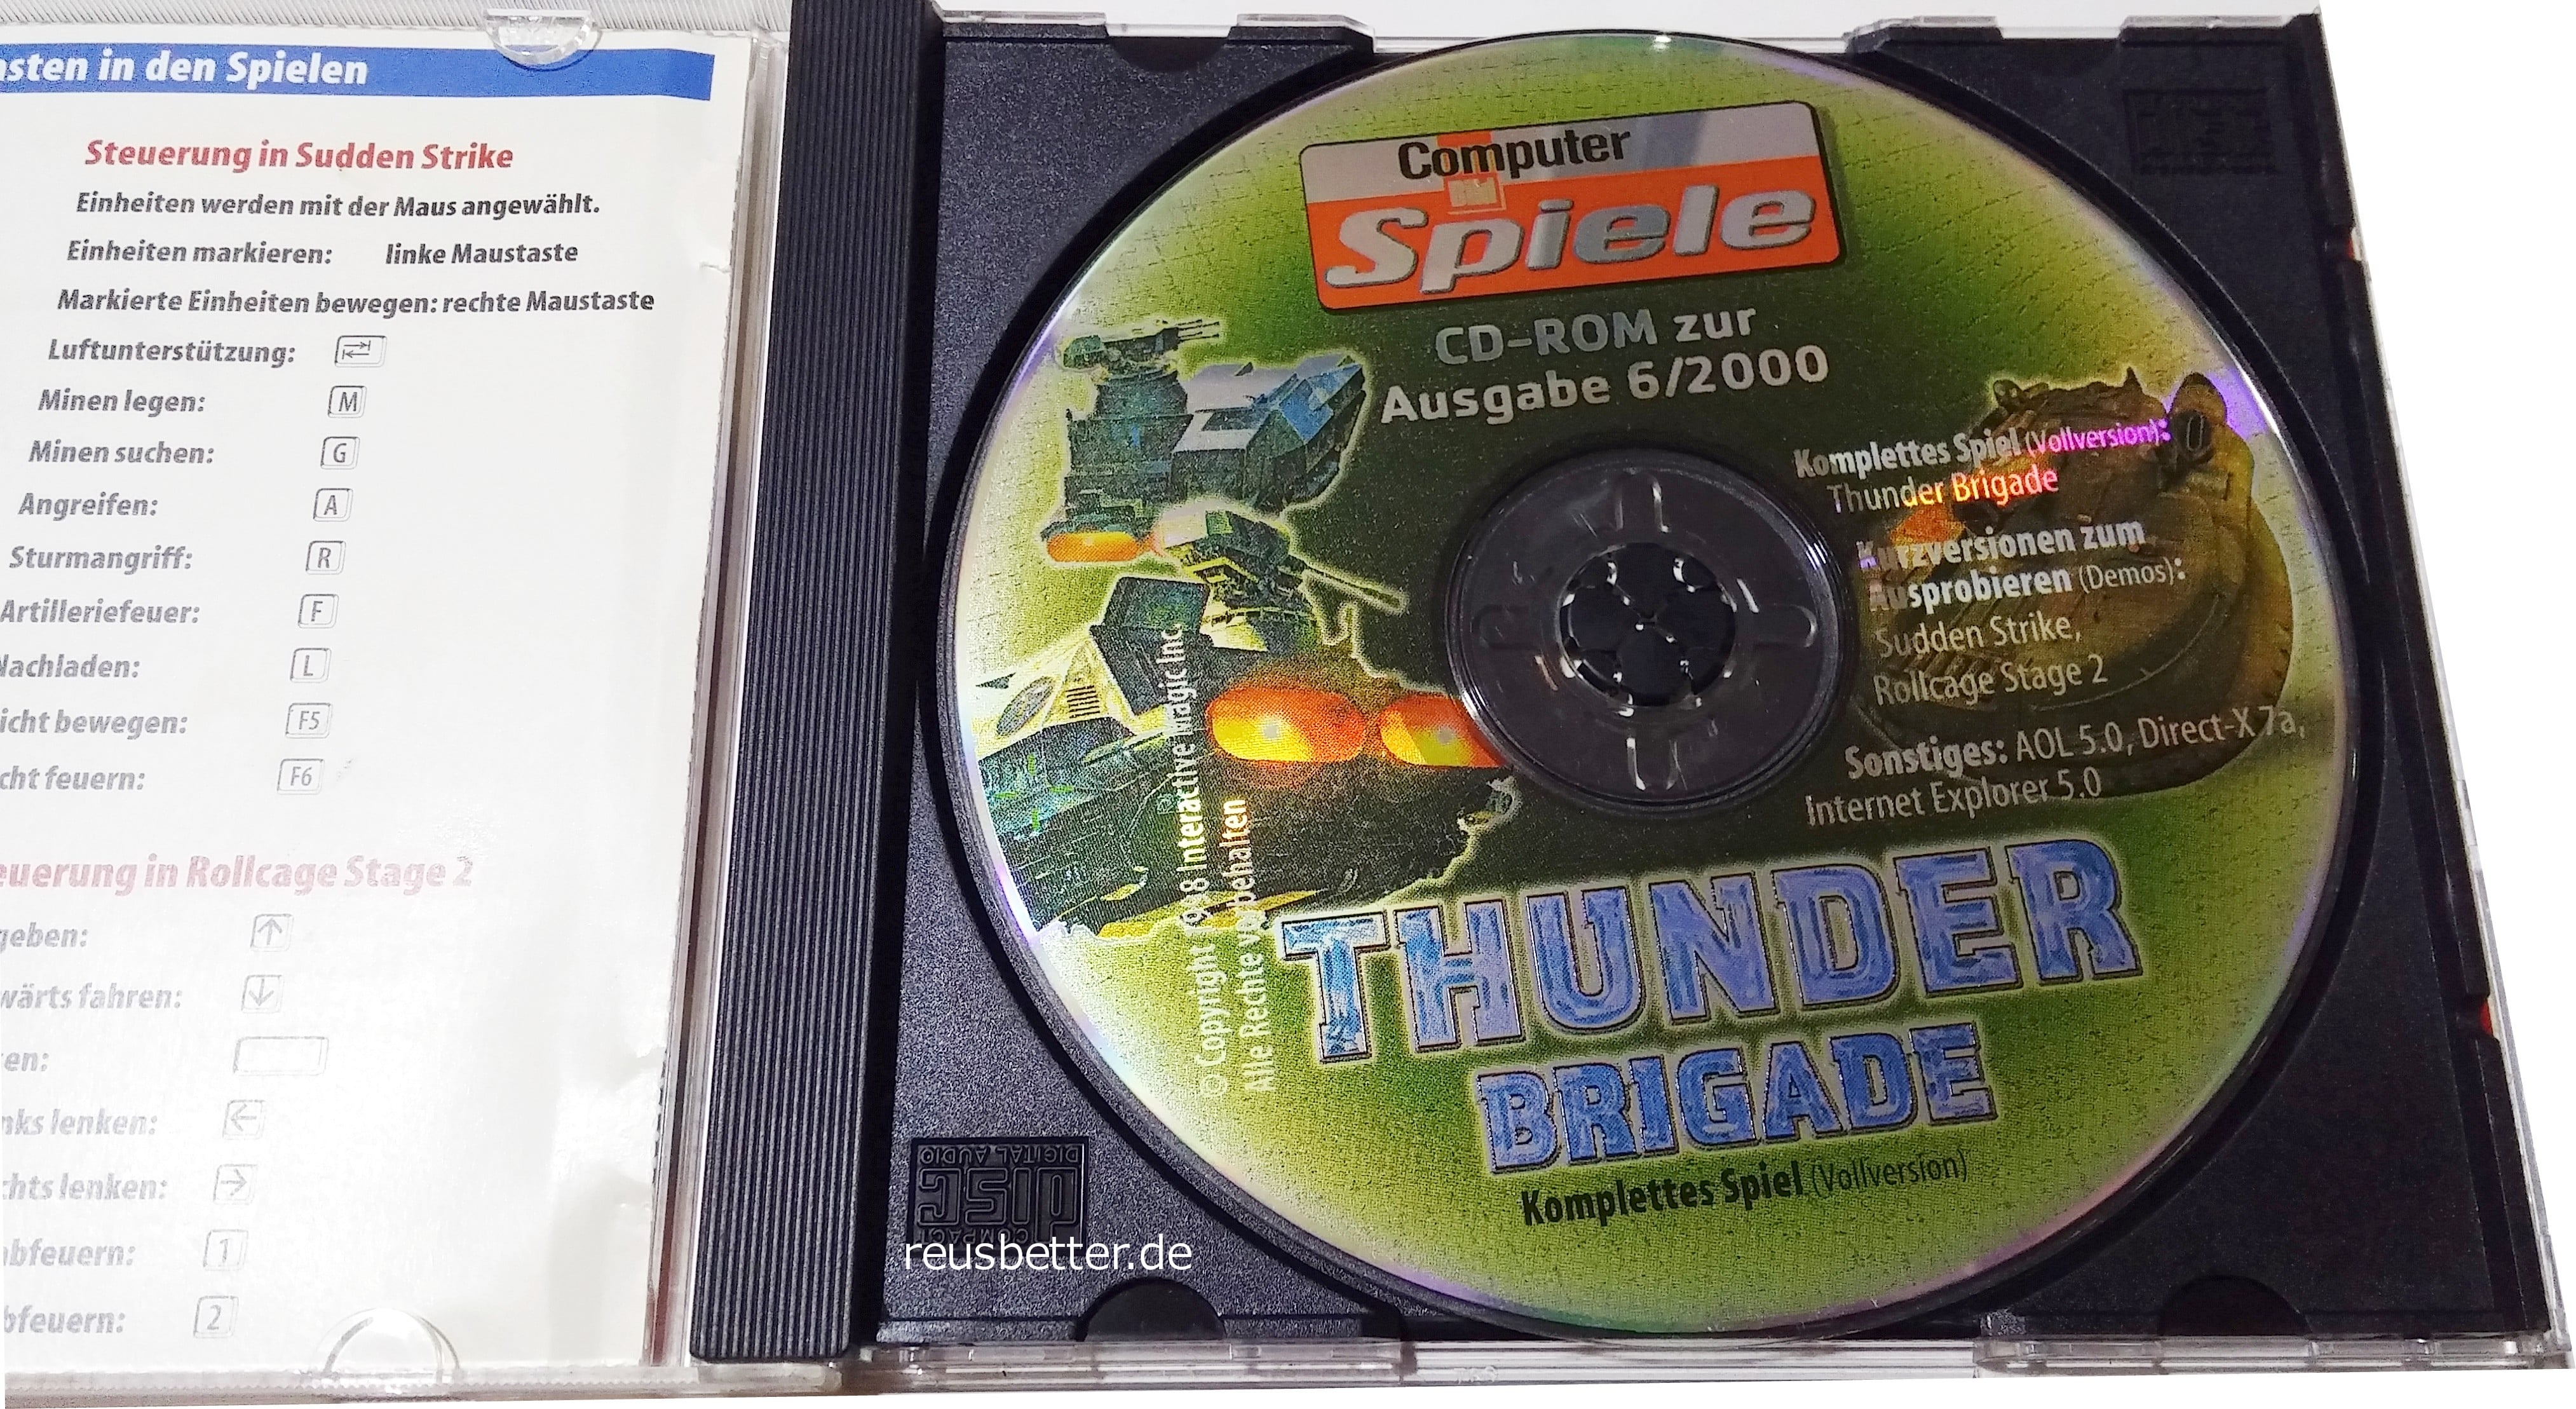 asten in den Spielen
Steuerung in Sudden Strike
Einheiten werden mit der Maus angewählt.
Einheiten markieren: linke Maustaste
Markierte Einheiten bewegen: rechte Maustaste
Luftunterstützung:
Minen legen: M
Minen suchen: G
Angreifen: A
Sturmangriff: R
Artilleriefeuer: F
Nachladen: L
icht bewegen: F5
cht feuern: F6
euerung in Rollcage Stage 2
geben: ↑
wärts fahren: ↓
en:
nks lenken: ←
chts lenken: →
abfeuern: 1
bfeuern: 2
Computer
Bild
Spiele
CD-ROM zur
Ausgabe 6/2000
Komplettes Spiel (Vollversion):
Thunder Brigade
Kurzversionen zum
Ausprobieren (Demos):
Sudden Strike,
Rollcage Stage 2
Sonstiges: AOL 5.0, Direct-X 7a,
Internet Explorer 5.0
© Copyright 1998 Interactive Magic Inc.
Alle Rechte vorbehalten
THUNDER
BRIGADE
Komplettes Spiel (Vollversion)
COMPACT
disc
DIGITAL AUDIO
reusbetter.de